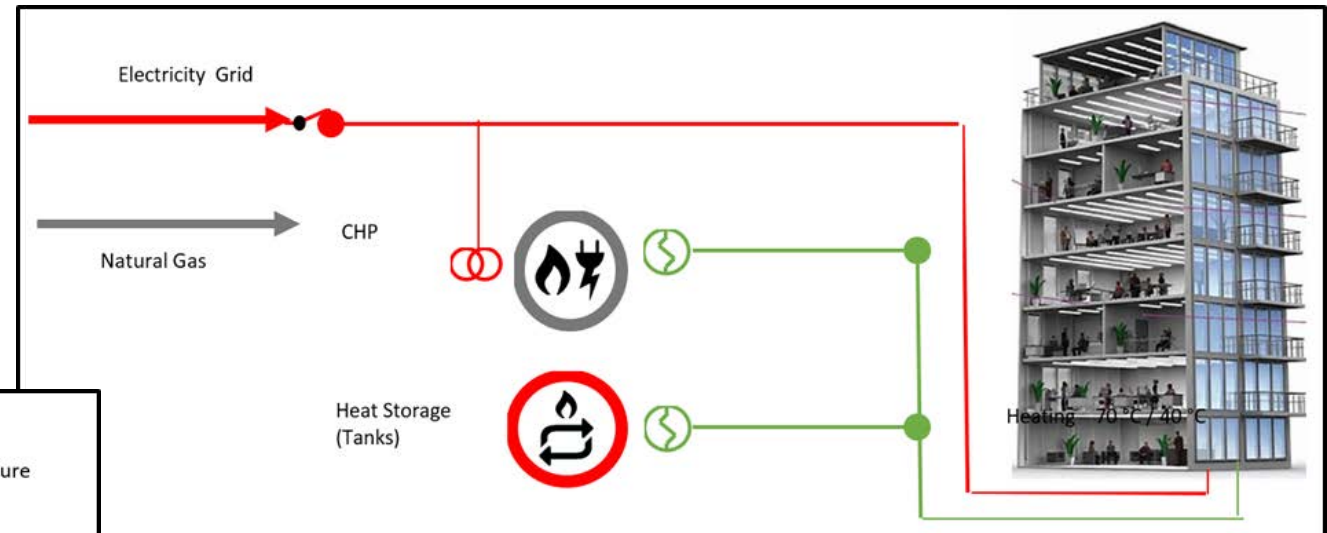 Electricity Grid
CHP
Natural Gas
Heat Storage
(Tanks)
Heating 70 °C / 40 °C
ure